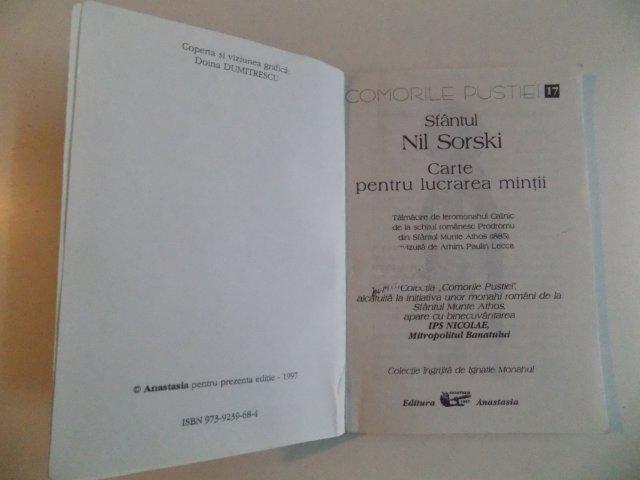 Coperta si viziunea grafică:
Doina DUMITRESCU
© Anastasia pentru prezenta ediție - 1997
ISBN 973-9239-68-4
COMORILE PUSTIEI 17
Sfântul
Nil Sorski
Carte
pentru lucrarea minții
Tălmăcire de Ieromonahul Calinic
de la schitul românesc Prodromu
din Sfântul Munte Athos (1885),
revizuită de Arhim. Paulin Lecca
Colecția „Comorile Pustiei",
alcătuită la inițiativa unor monahi români de la
Sfântul Munte Athos,
apare cu binecuvântarea
IPS NICOLAE,
Mitropolitul Banatului
Colecție îngrijită de Ignatie Monahul
Editura Anastasia